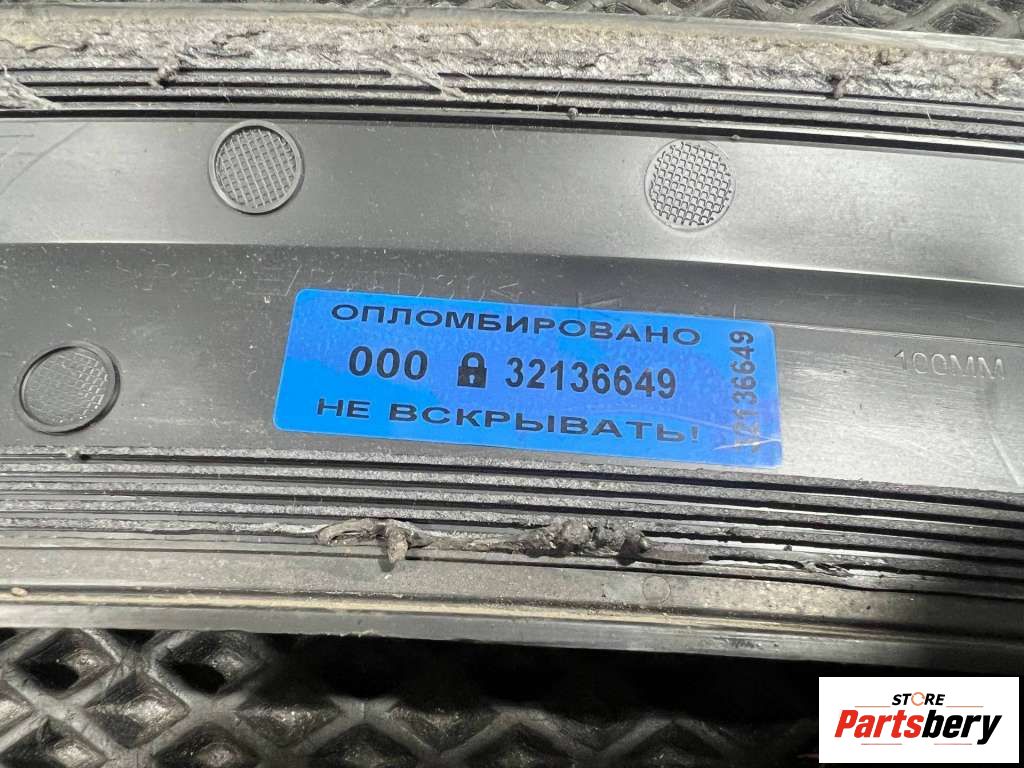 ОПЛОМБИРОВАНО
000 32136649
НЕ ВСКРЫВАТЬ!
32136649
100MM
STORE
Partsbery